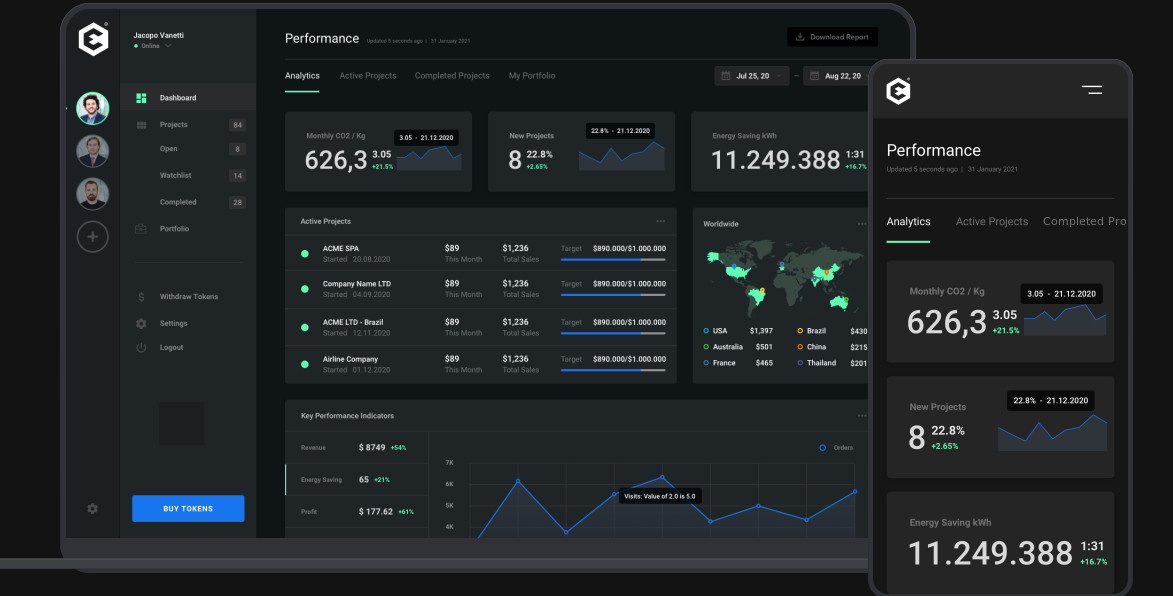 Jacopo Vanetti
Online
Dashboard
Projects 84
Open 8
Watchlist 14
Completed 28
Portfolio
Withdraw Tokens
Settings
Logout
BUY TOKENS
Performance Updated 5 seconds ago | 31 January 2021
Download Report
Analytics Active Projects Completed Projects My Portfolio
Jul 25, 20 – Aug 22, 20
Monthly CO2 / Kg
3.05 - 21.12.2020
626,3 3.05
+21.5%
New Projects
22.8% - 21.12.2020
8 22.8%
+2.65%
Energy Saving kWh
11.249.388 1:31
+16.7%
Active Projects
ACME SPA $89 $1,236 Target $890.000/$1.000.000
Started 20.08.2020 This Month Total Sales
Company Name LTD $89 $1,236 Target $890.000/$1.000.000
Started 04.09.2020 This Month Total Sales
ACME LTD - Brazil $89 $1,236 Target $890.000/$1.000.000
Started 12.11.2020 This Month Total Sales
Airline Company $89 $1,236 Target $890.000/$1.000.000
Started 01.12.2020 This Month Total Sales
Worldwide
USA $1,397 Brazil $430
Australia $501 China $215
France $465 Thailand $201
Key Performance Indicators
Revenue $ 8749 +54%
Energy Saving 65 +21%
Profit $ 177.62 +61%
Orders
7K
6K
5K
4K
Visits: Value of 2.0 is 5.0
Performance
Updated 5 seconds ago | 31 January 2021
Analytics Active Projects Completed Pro
Monthly CO2 / Kg
3.05 - 21.12.2020
626,3 3.05
+21.5%
New Projects
22.8% - 21.12.2020
8 22.8%
+2.65%
Energy Saving kWh
11.249.388 1:31
+16.7%